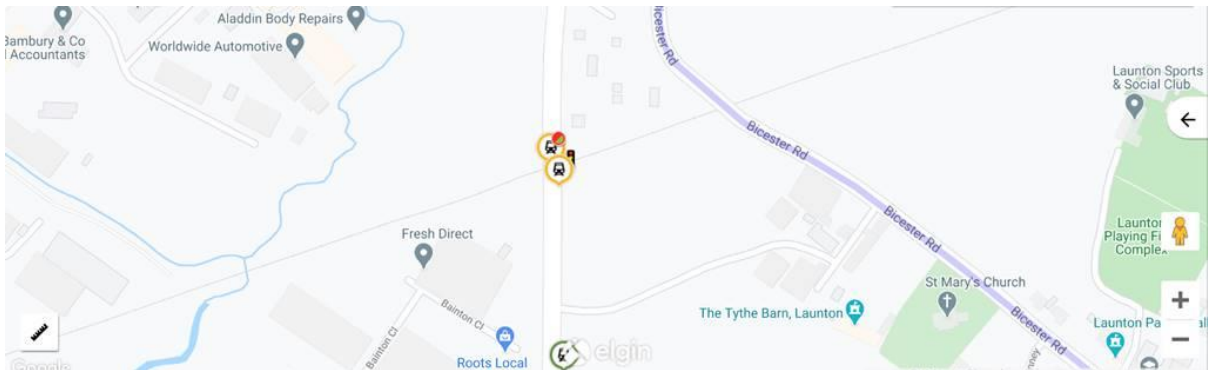 Aladdin Body Repairs
Bambury & Co
Accountants
Worldwide Automotive
Bicester Rd
Launton Sports
& Social Club
Bicester Rd
Fresh Direct
Bicester Rd
Launton
Playing
Complex
St Mary's Church
Bainton Cl
The Tythe Barn, Launton
Bicester Rd
Launton
Bainton Cl
Roots Local
elgin
Google